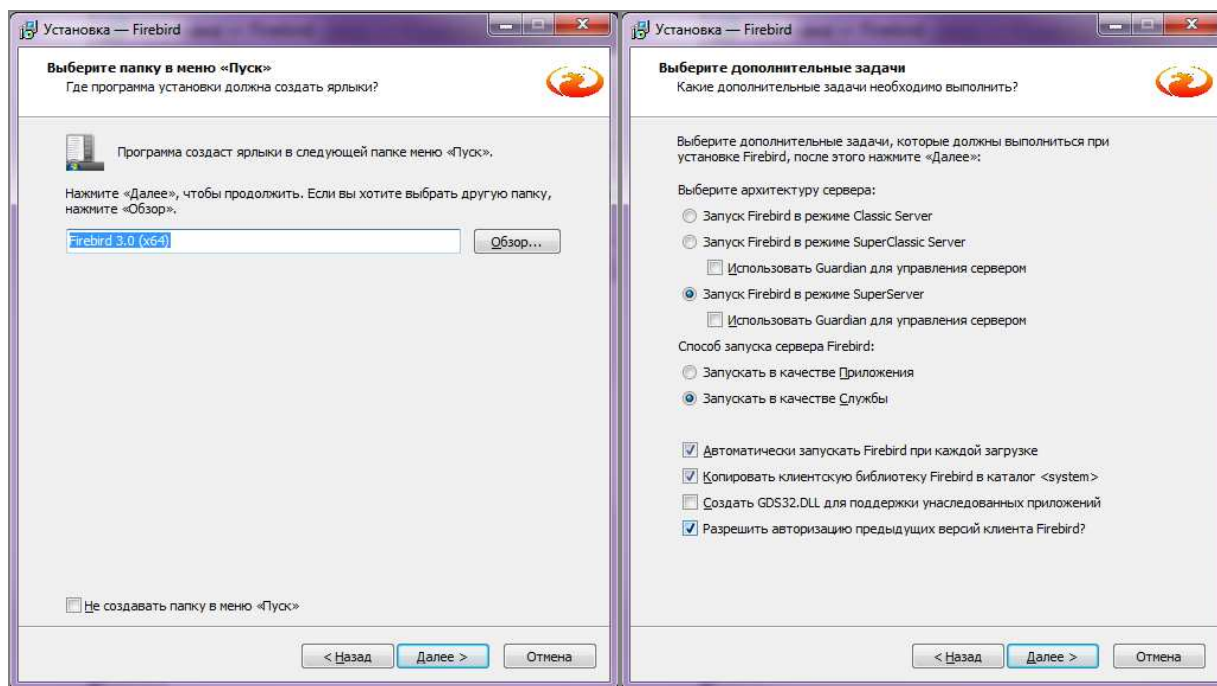 Установка — Firebird
Выберите папку в меню «Пуск»
Где программа установки должна создать ярлыки?
Программа создаст ярлыки в следующей папке меню «Пуск».
Нажмите «Далее», чтобы продолжить. Если вы хотите выбрать другую папку,
нажмите «Обзор».
Firebird 3.0 (x64)
Обзор...
Не создавать папку в меню «Пуск»
< Назад
Далее >
Отмена
Установка — Firebird
Выберите дополнительные задачи
Какие дополнительные задачи необходимо выполнить?
Выберите дополнительные задачи, которые должны выполниться при
установке Firebird, после этого нажмите «Далее»:
Выберите архитектуру сервера:
Запуск Firebird в режиме Classic Server
Запуск Firebird в режиме SuperClassic Server
Использовать Guardian для управления сервером
Запуск Firebird в режиме SuperServer
Использовать Guardian для управления сервером
Способ запуска сервера Firebird:
Запускать в качестве Приложения
Запускать в качестве Службы
Автоматически запускать Firebird при каждой загрузке
Копировать клиентскую библиотеку Firebird в каталог <system>
Создать GDS32.DLL для поддержки унаследованных приложений
Разрешить авторизацию предыдущих версий клиента Firebird?
< Назад
Далее >
Отмена